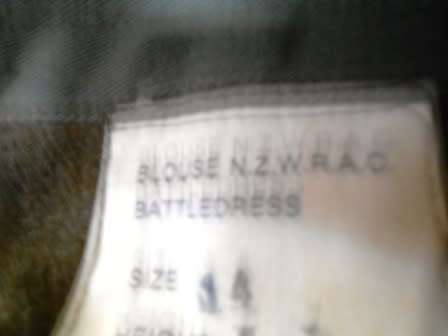 BLOUSE N.Z.W.R.A.C.
BATTLEDRESS
SIZE 14